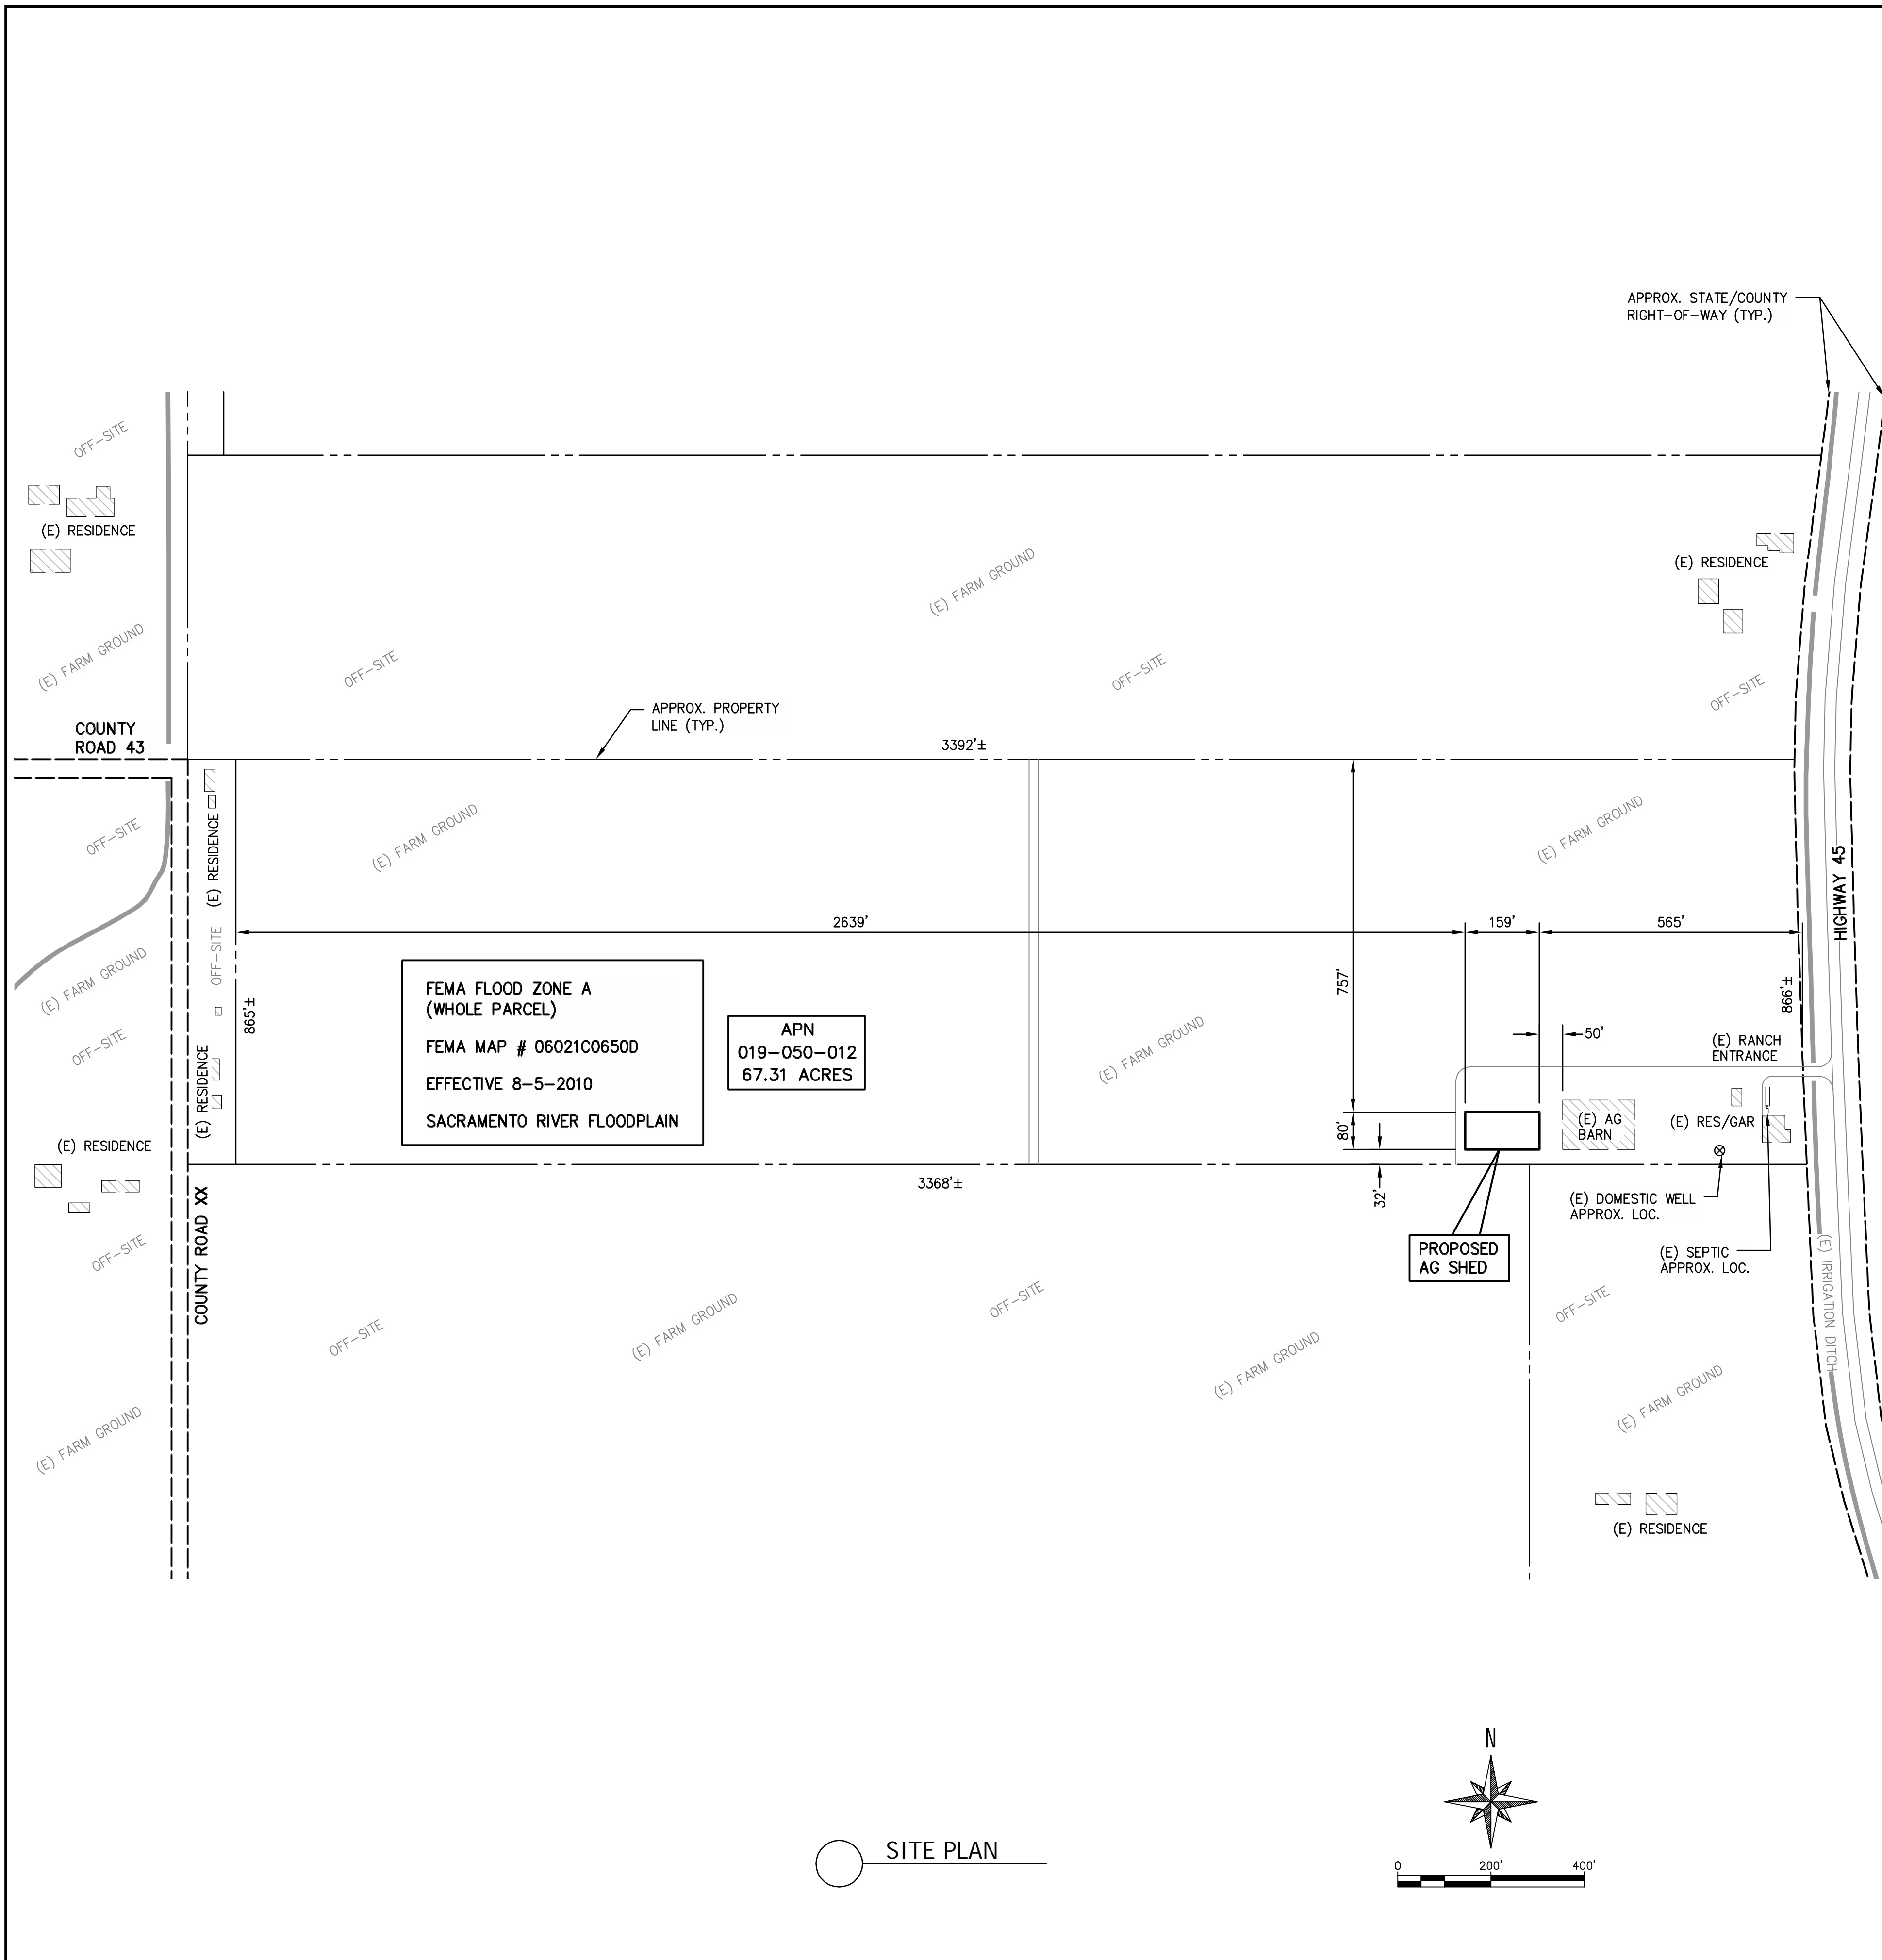 APPROX. STATE/COUNTY
RIGHT-OF-WAY (TYP.)
OFF-SITE
(E) RESIDENCE
(E) FARM GROUND
(E) FARM GROUND
(E) RESIDENCE
OFF-SITE
OFF-SITE
OFF-SITE
APPROX. PROPERTY
LINE (TYP.)
COUNTY
ROAD 43
3392'±
OFF-SITE
(E) RESIDENCE
(E) FARM GROUND
(E) FARM GROUND
HIGHWAY 45
2639'
159'
565'
OFF-SITE
(E) FARM GROUND
757'
865'±
866'±
FEMA FLOOD ZONE A
(WHOLE PARCEL)
FEMA MAP # 06021C0650D
EFFECTIVE 8-5-2010
SACRAMENTO RIVER FLOODPLAIN
APN
019-050-012
67.31 ACRES
OFF-SITE
(E) FARM GROUND
50'
(E) RANCH
ENTRANCE
(E) RESIDENCE
(E) RESIDENCE
80'
(E) AG
BARN
(E) RES/GAR
3368'±
32'
(E) DOMESTIC WELL
APPROX. LOC.
COUNTY ROAD XX
PROPOSED
AG SHED
(E) SEPTIC
APPROX. LOC.
(E) IRRIGATION DITCH
OFF-SITE
OFF-SITE
(E) FARM GROUND
OFF-SITE
(E) FARM GROUND
OFF-SITE
(E) FARM GROUND
(E) FARM GROUND
(E) RESIDENCE
N
SITE PLAN
0 200' 400'